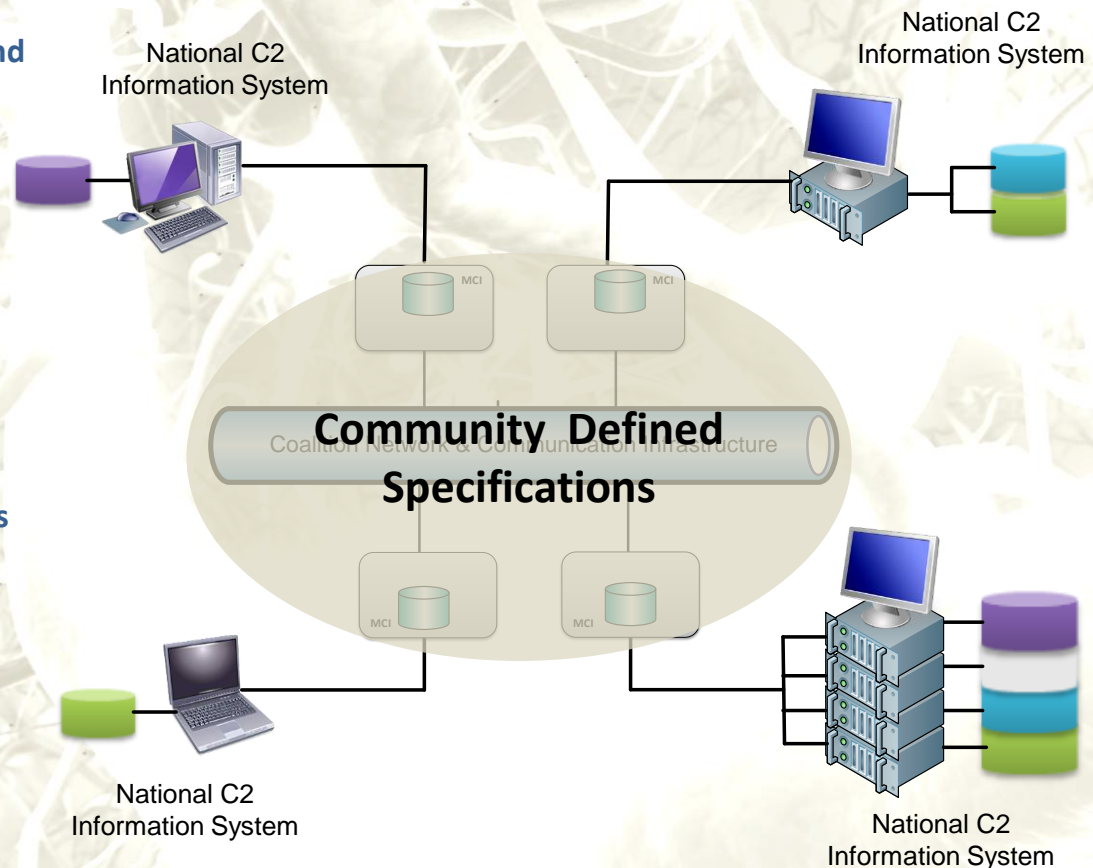 National C2
Information System
nd
National C2
Information System
MCI
MCI
Community Defined
Coalition Network & Communication Infrastructure
Specifications
s
MCI
MCI
National C2
Information System
National C2
Information System